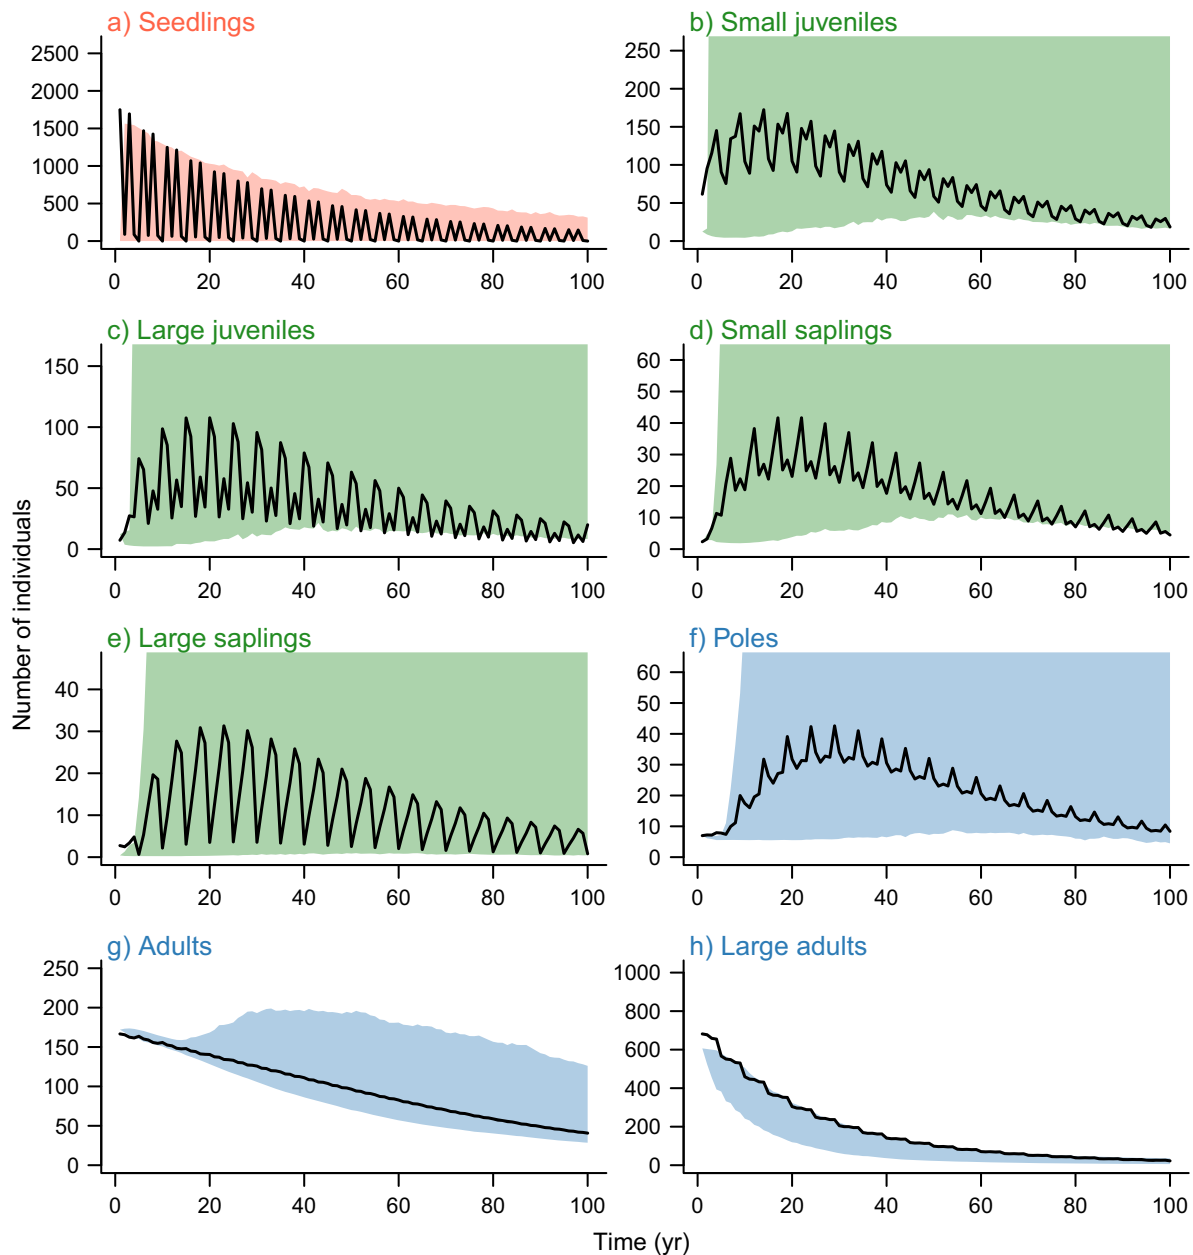 a) Seedlings
2500
2000
1500
1000
500
0
0 20 40 60 80 100
b) Small juveniles
250
200
150
100
50
0
0 20 40 60 80 100
c) Large juveniles
150
100
50
0
0 20 40 60 80 100
d) Small saplings
60
50
40
30
20
10
0
0 20 40 60 80 100
e) Large saplings
40
30
20
10
0
0 20 40 60 80 100
f) Poles
60
50
40
30
20
10
0
0 20 40 60 80 100
g) Adults
250
200
150
100
50
0
0 20 40 60 80 100
h) Large adults
1000
800
600
400
200
0
0 20 40 60 80 100
Number of individuals
Time (yr)